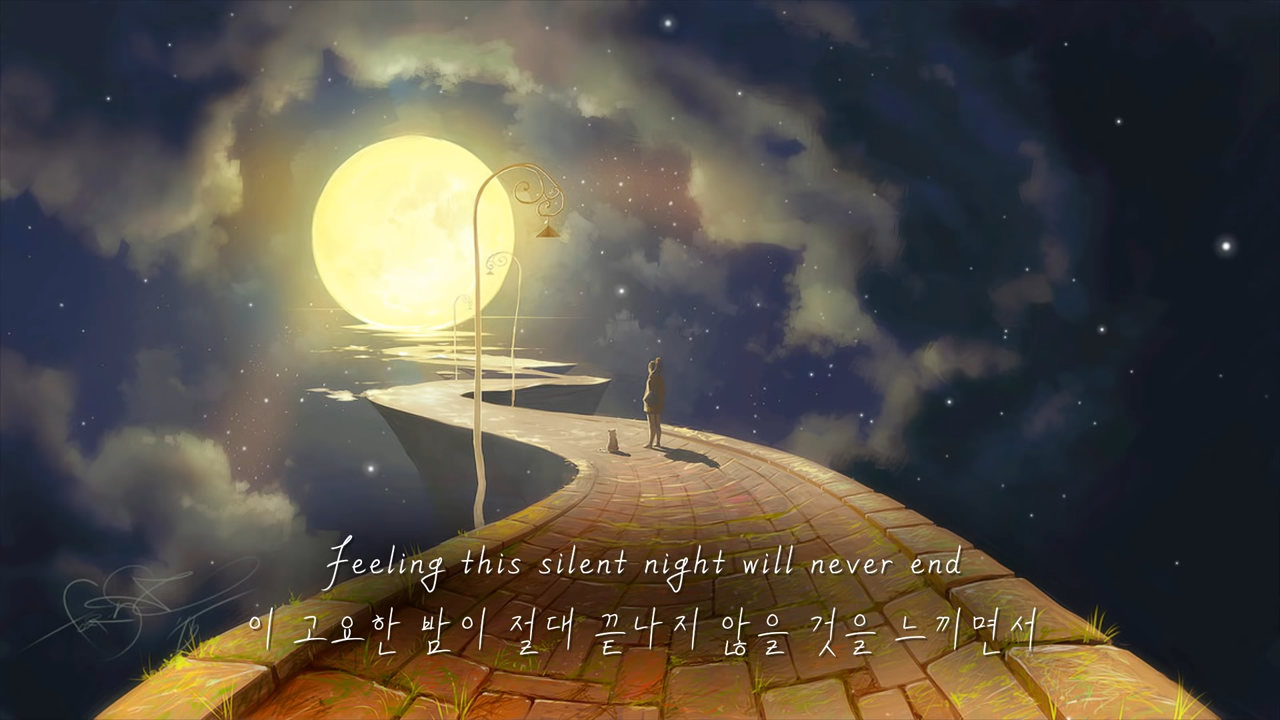 Feeling this silent night will never end
이 고요한 밤이 절대 끝나지 않을 것을 느끼면서